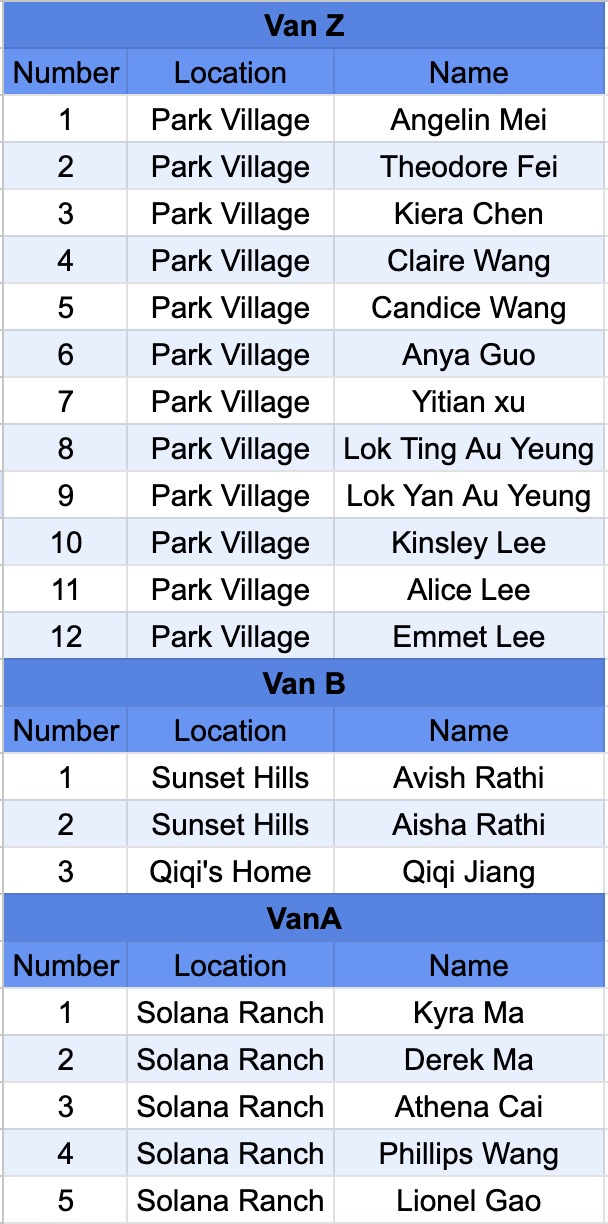 Van Z
Number Location Name
1 Park Village Angelin Mei
2 Park Village Theodore Fei
3 Park Village Kiera Chen
4 Park Village Claire Wang
5 Park Village Candice Wang
6 Park Village Anya Guo
7 Park Village Yitian xu
8 Park Village Lok Ting Au Yeung
9 Park Village Lok Yan Au Yeung
10 Park Village Kinsley Lee
11 Park Village Alice Lee
12 Park Village Emmet Lee
Van B
Number Location Name
1 Sunset Hills Avish Rathi
2 Sunset Hills Aisha Rathi
3 Qiqi's Home Qiqi Jiang
VanA
Number Location Name
1 Solana Ranch Kyra Ma
2 Solana Ranch Derek Ma
3 Solana Ranch Athena Cai
4 Solana Ranch Phillips Wang
5 Solana Ranch Lionel Gao